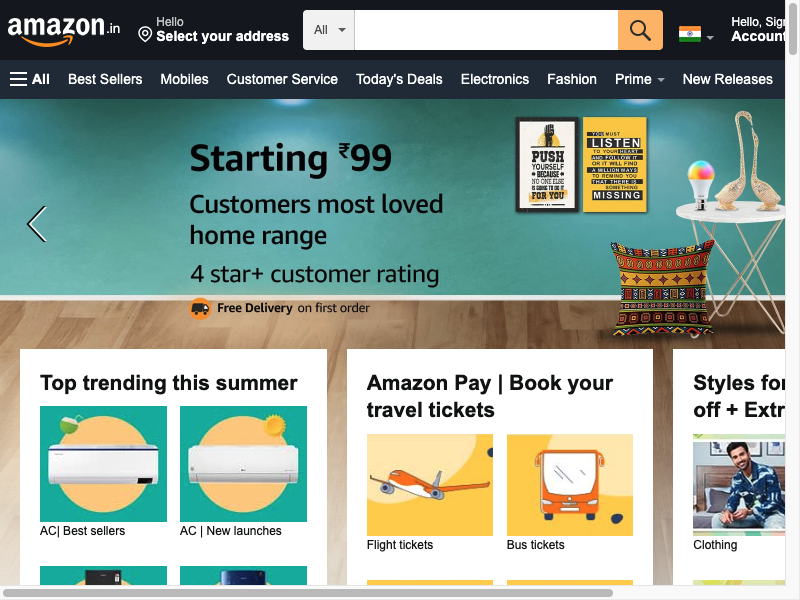 amazon.in
Hello
Select your address
All
Hello, Sig
Account
All
Best Sellers
Mobiles
Customer Service
Today's Deals
Electronics
Fashion
Prime
New Releases
Starting ₹99
Customers most loved
home range
4 star+ customer rating
Free Delivery on first order
PUSH
YOURSELF
BECAUSE
NO ONE ELSE
IS GOING TO DO IT
FOR YOU
YOU MUST
LISTEN
TO YOUR HEART
AND FOLLOW IT
OR IT WILL FIND
A MILLION WAYS
TO REMIND YOU
THAT THERE IS
SOMETHING
MISSING
Top trending this summer
AC| Best sellers
AC | New launches
Amazon Pay | Book your
travel tickets
Flight tickets
Bus tickets
Styles for
off + Extr
Clothing